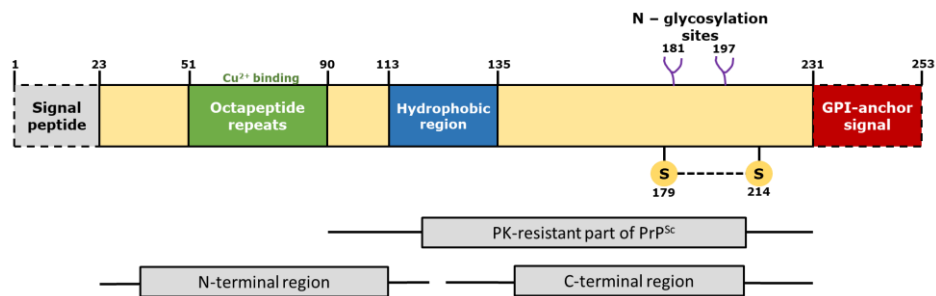 N – glycosylation
sites
181 197
1 23 51 90 113 135 231 253
Cu²⁺ binding
Signal
peptide
Octapeptide
repeats
Hydrophobic
region
GPI-anchor
signal
S S
179 214
PK-resistant part of PrPˢᶜ
N-terminal region
C-terminal region